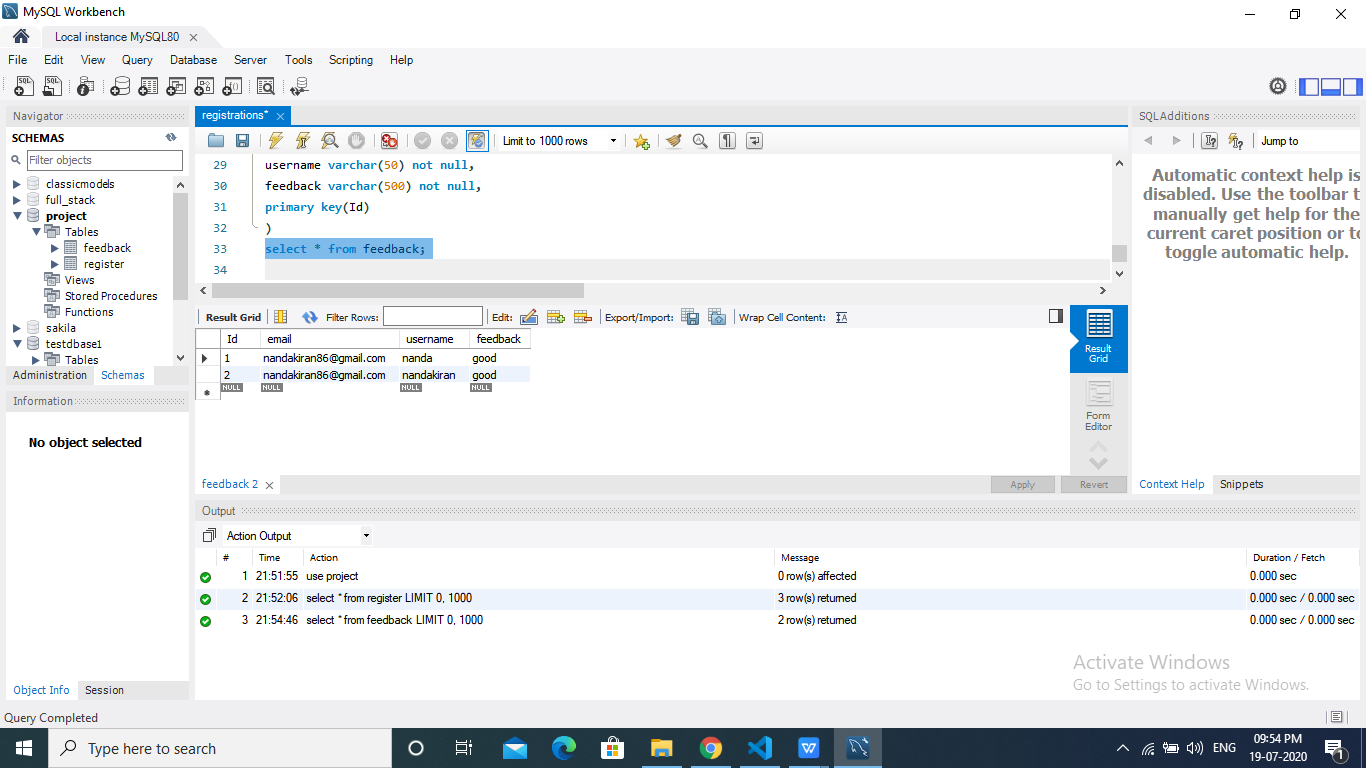 MySQL Workbench
Local instance MySQL80
File Edit View Query Database Server Tools Scripting Help
Navigator
SCHEMAS
Filter objects
classicmodels
full_stack
project
Tables
feedback
register
Views
Stored Procedures
Functions
sakila
testdbase1
Tables
Administration Schemas
Information
No object selected
Object Info Session
registrations*
Limit to 1000 rows
29 username varchar(50) not null,
30 feedback varchar(500) not null,
31 primary key(Id)
32 )
33 select * from feedback;
34
Result Grid Filter Rows: Edit: Export/Import: Wrap Cell Content:
Id email username feedback
1 nandakiran86@gmail.com nanda good
2 nandakiran86@gmail.com nandakiran good
NULL NULL NULL NULL
Result Grid
Form Editor
feedback 2
Apply Revert
SQLAdditions
Jump to
Automatic context help is
disabled. Use the toolbar t
manually get help for the
current caret position or to
toggle automatic help.
Context Help Snippets
Output
Action Output
# Time Action Message Duration / Fetch
1 21:51:55 use project 0 row(s) affected 0.000 sec
2 21:52:06 select * from register LIMIT 0, 1000 3 row(s) returned 0.000 sec / 0.000 sec
3 21:54:46 select * from feedback LIMIT 0, 1000 2 row(s) returned 0.000 sec / 0.000 sec
Activate Windows
Go to Settings to activate Windows.
Query Completed
Type here to search
ENG
09:54 PM
19-07-2020
1